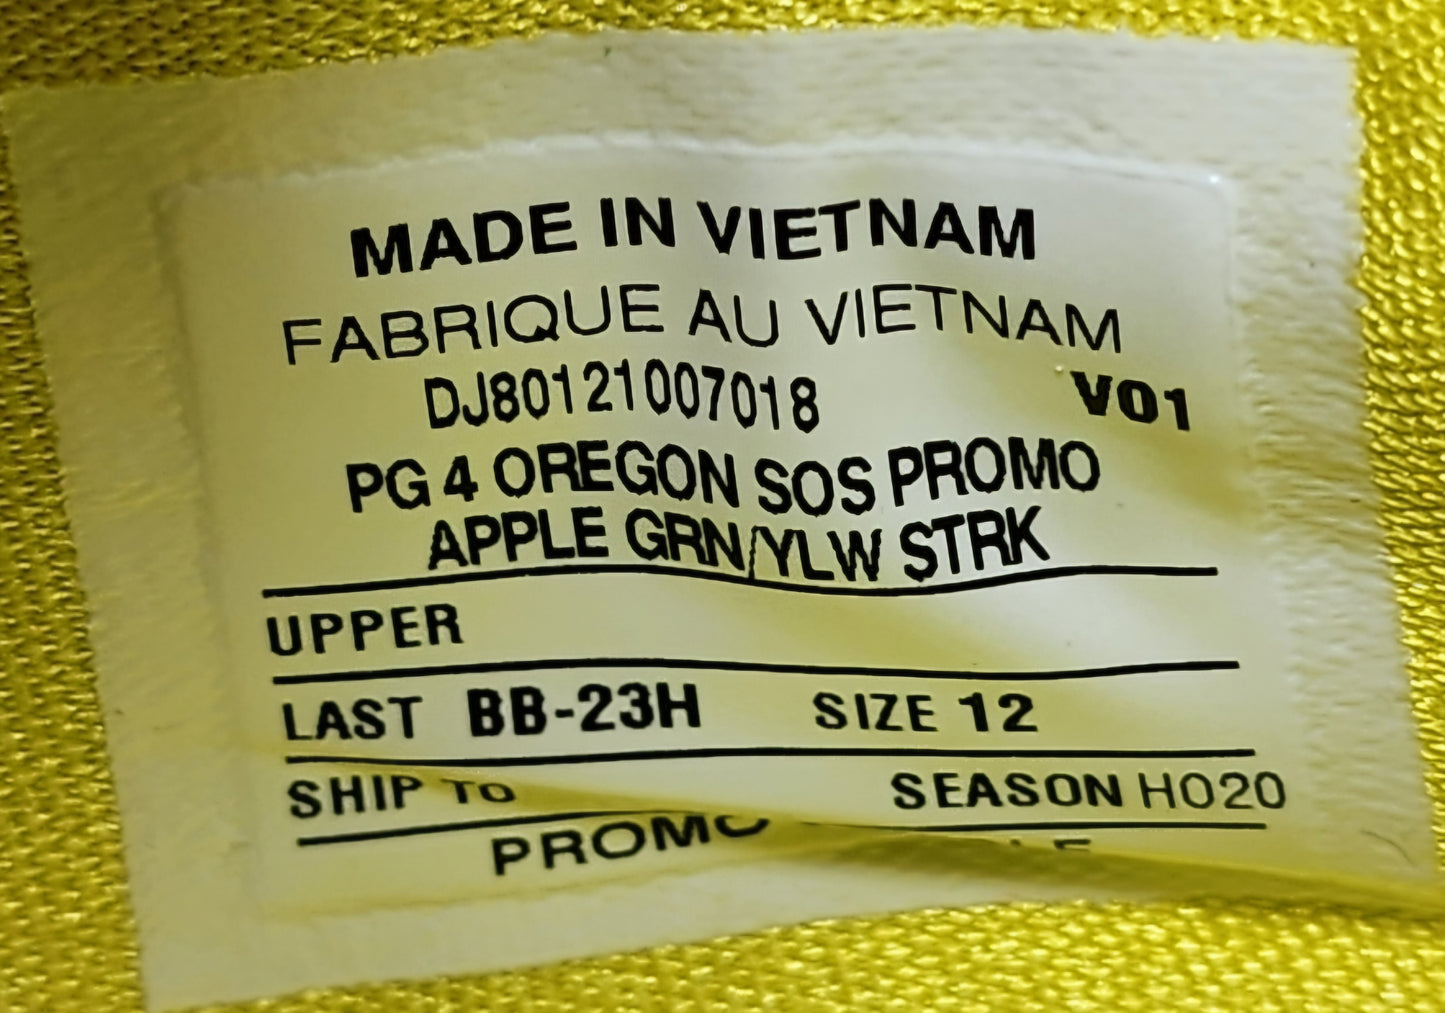 MADE IN VIETNAM
FABRIQUE AU VIETNAM
DJ80121007018 V01
PG 4 OREGON SOS PROMO
APPLE GRN/YLW STRK
UPPER
LAST BB-23H SIZE 12
SHIP TO SEASON HO20
PROMO